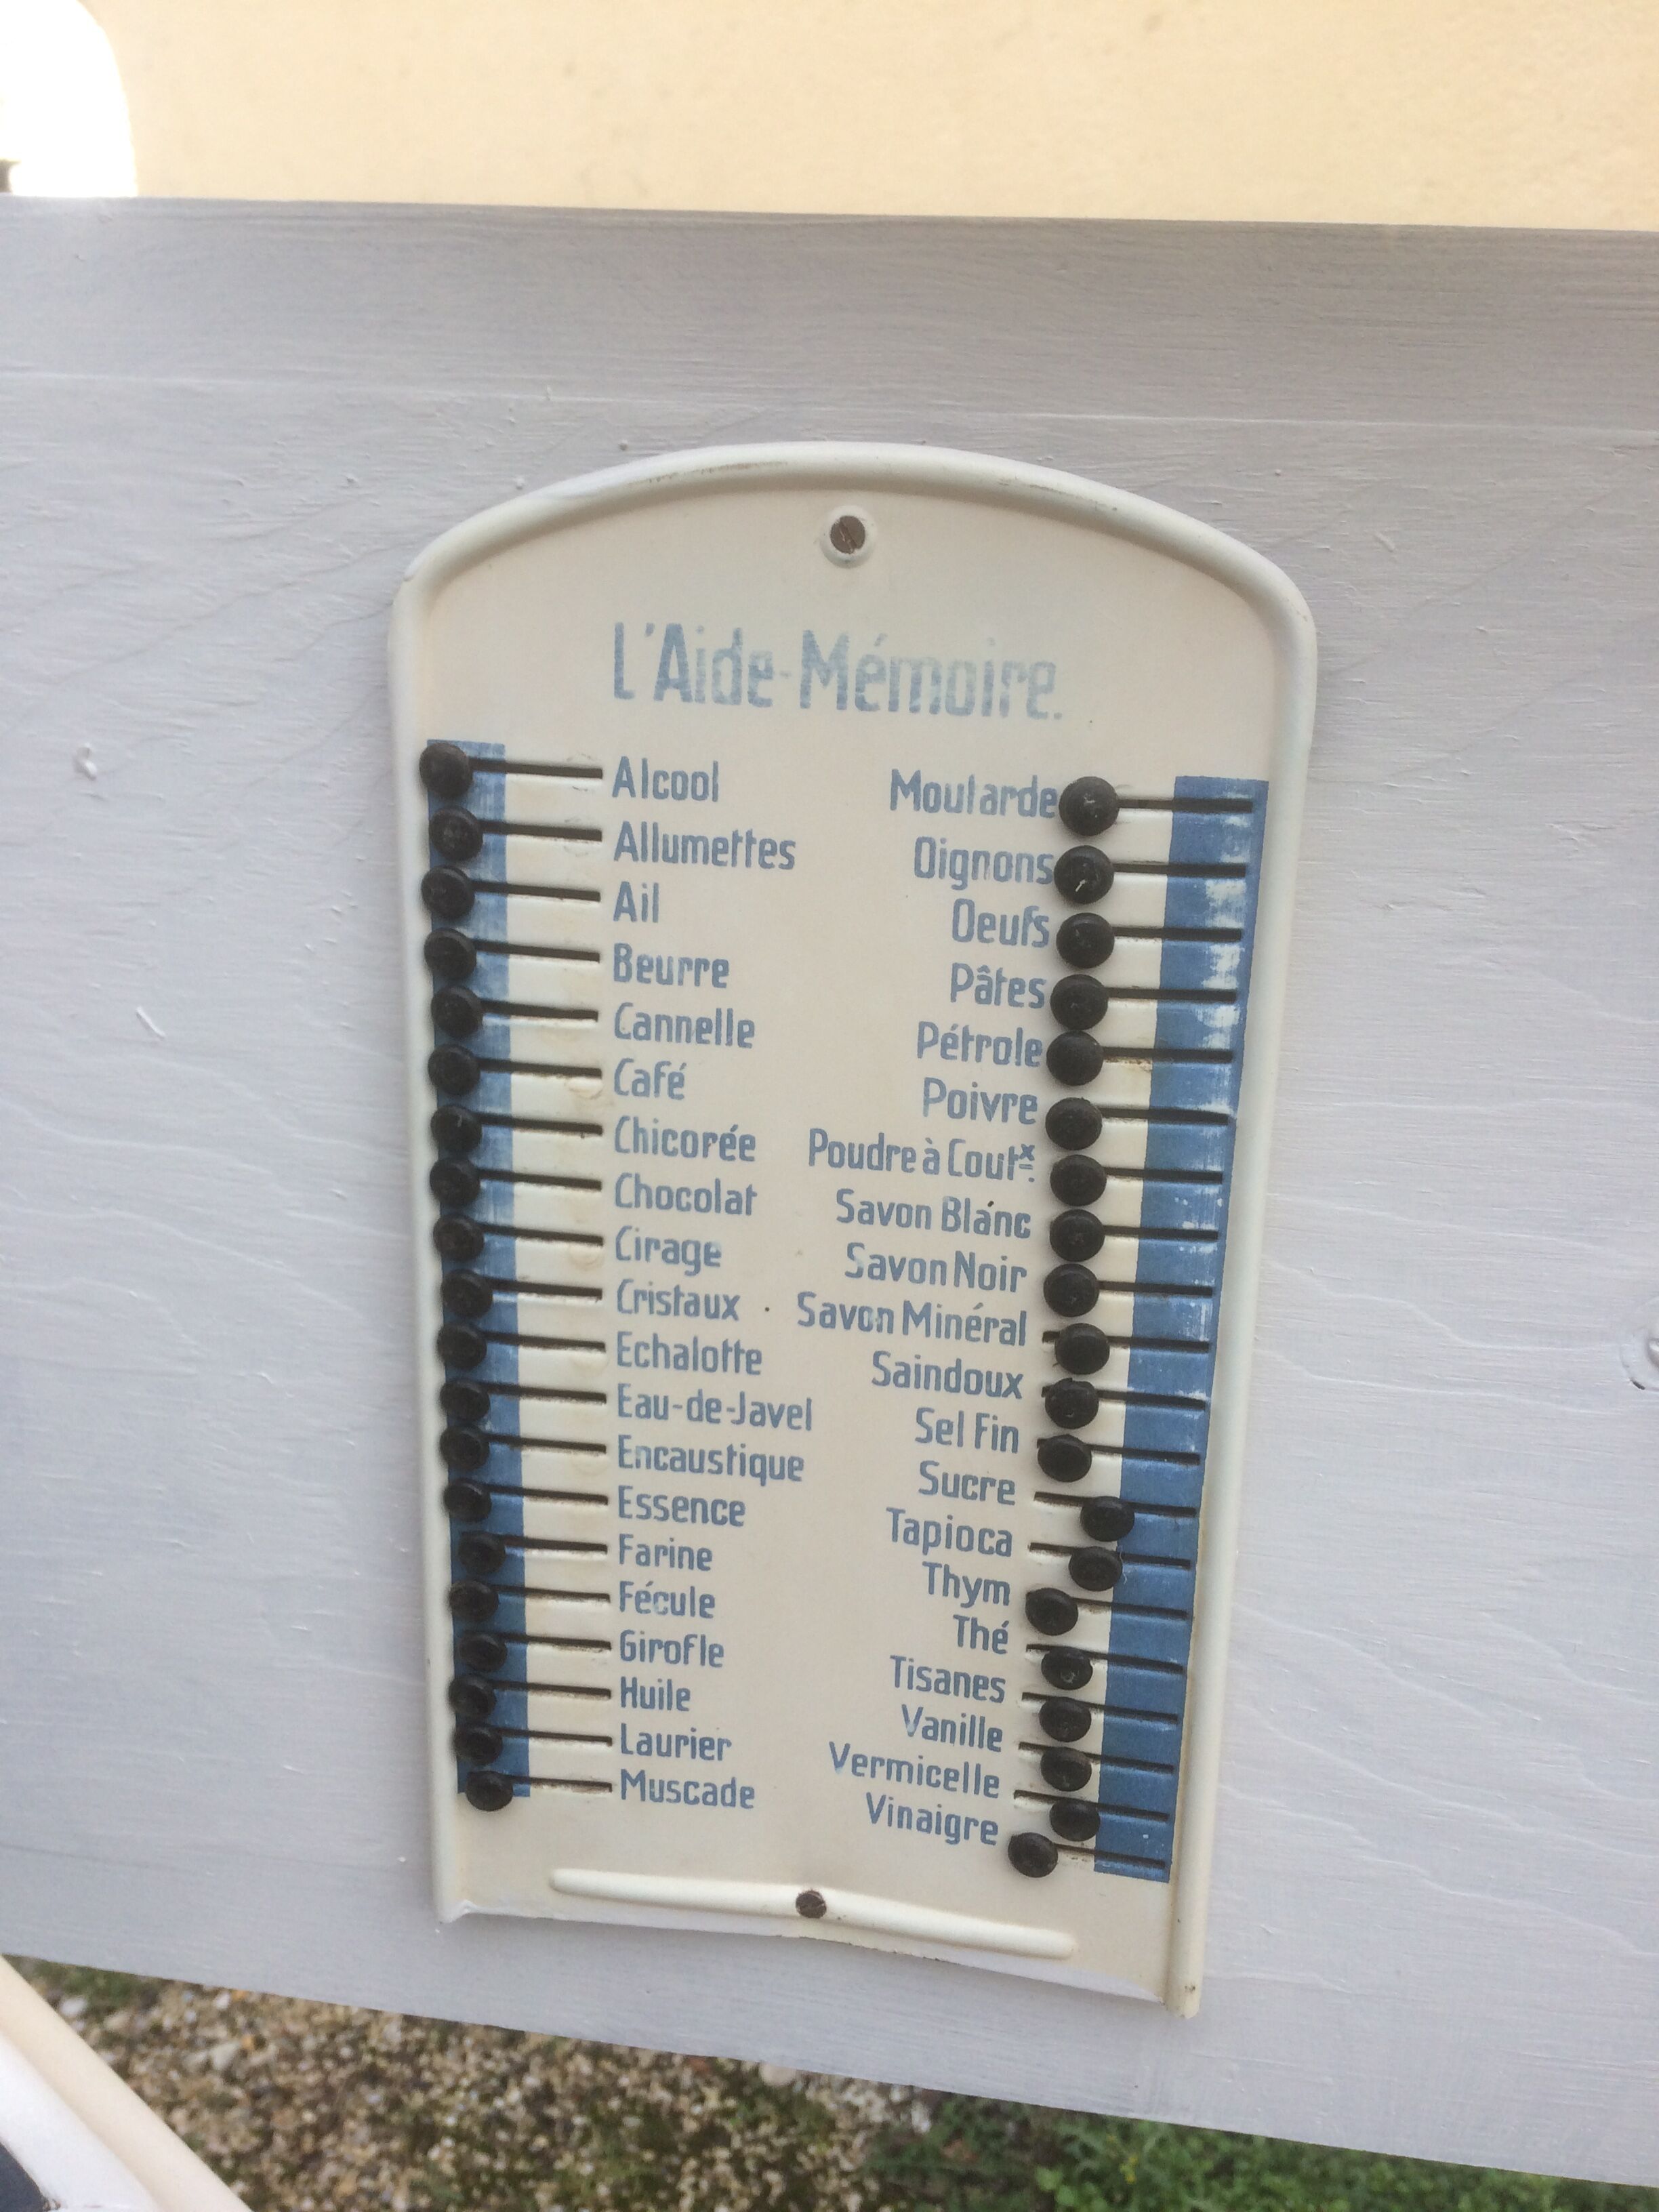 L'Aide-Mémoire.
Alcool
Allumettes
Ail
Beurre
Cannelle
Café
Chicorée
Chocolat
Cirage
Cristaux
Echalotte
Eau-de-Javel
Encaustique
Essence
Farine
Fécule
Girofle
Huile
Laurier
Muscade
Moutarde
Oignons
Oeufs
Pâtes
Pétrole
Poivre
Poudre à Coutx.
Savon Blanc
Savon Noir
Savon Minéral
Saindoux
Sel Fin
Sucre
Tapioca
Thym
Thé
Tisanes
Vanille
Vermicelle
Vinaigre